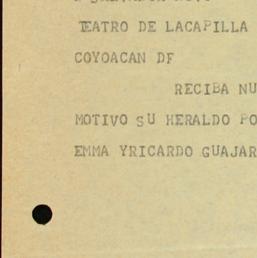 TEATRO DE LACAPILLA
COYOACAN DF
RECIBA NU
MOTIVO SU HERALDO PO
EMMA YRICARDO GUAJAR